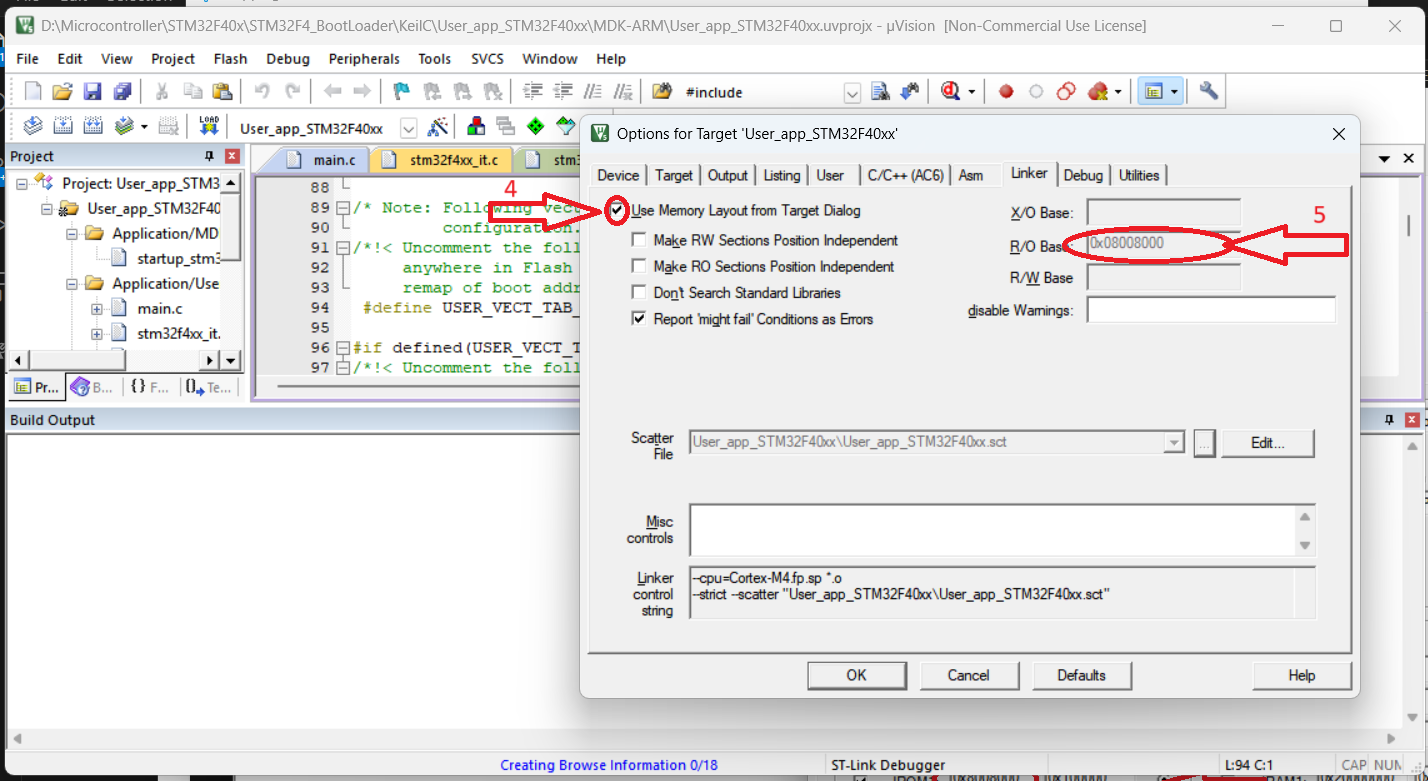 D:\Microcontroller\STM32F40x\STM32F4_BootLoader\KeilC\User_app_STM32F40xx\MDK-ARM\User_app_STM32F40xx.uvprojx - µVision [Non-Commercial Use License]
File Edit View Project Flash Debug Peripherals Tools SVCS Window Help
#include
LOAD User_app_STM32F40xx
Project
main.c stm32f4xx_it.c stm3
Project: User_app_STM3
User_app_STM32F40
Application/MD
startup_stm3
Application/Use
main.c
stm32f4xx_it.
Pr... B... {} F... Te...
88
89 /* Note: Following vect
90 configuration.
91 /*!< Uncomment the foll
92 anywhere in Flash
93 remap of boot addr
94 #define USER_VECT_TAB_
95
96 #if defined(USER_VECT_T
97 /*!< Uncomment the foll
Build Output
Options for Target 'User_app_STM32F40xx'
Device Target Output Listing User C/C++ (AC6) Asm Linker Debug Utilities
4
Use Memory Layout from Target Dialog
Make RW Sections Position Independent
Make RO Sections Position Independent
Don't Search Standard Libraries
Report 'might fail' Conditions as Errors
X/O Base:
5
R/O Base: 0x08008000
R/W Base
disable Warnings:
Scatter File User_app_STM32F40xx\User_app_STM32F40xx.sct ... Edit...
Misc controls
Linker control string
--cpu=Cortex-M4.fp.sp *.o
--strict --scatter "User_app_STM32F40xx\User_app_STM32F40xx.sct"
OK Cancel Defaults Help
Creating Browse Information 0/18 ST-Link Debugger L:94 C:1 CAP NUM